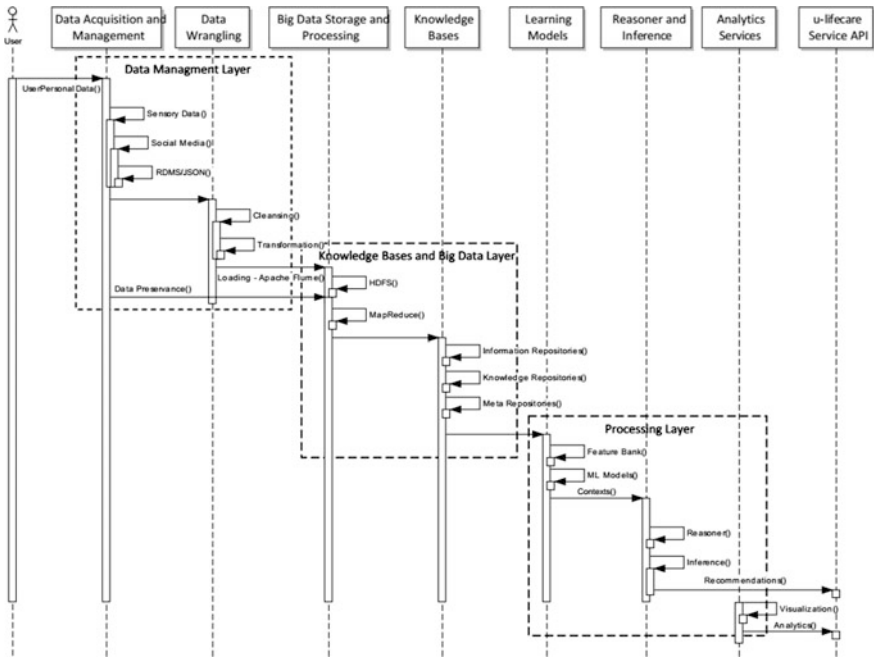 Data Acquisition and
Management
Data
Wrangling
Big Data Storage and
Processing
Knowledge
Bases
Learning
Models
Reasoner and
Inference
Analytics
Services
u-lifecare
Service API
User
Data Managment Layer
UserPersonalData()
Sensory Data()
Social Media()
RDMS/JSON()
Cleansing()
Transformation()
Knowledge Bases and Big Data Layer
Loading - Apache Flume()
HDFS()
Data Preservance()
MapReduce()
Information Repositories()
Knowledge Repositories()
Meta Repositories()
Processing Layer
Feature Bank()
ML Models()
Contexts()
Reasoner()
Inference()
Recommendations()
Visualization()
Analytics()